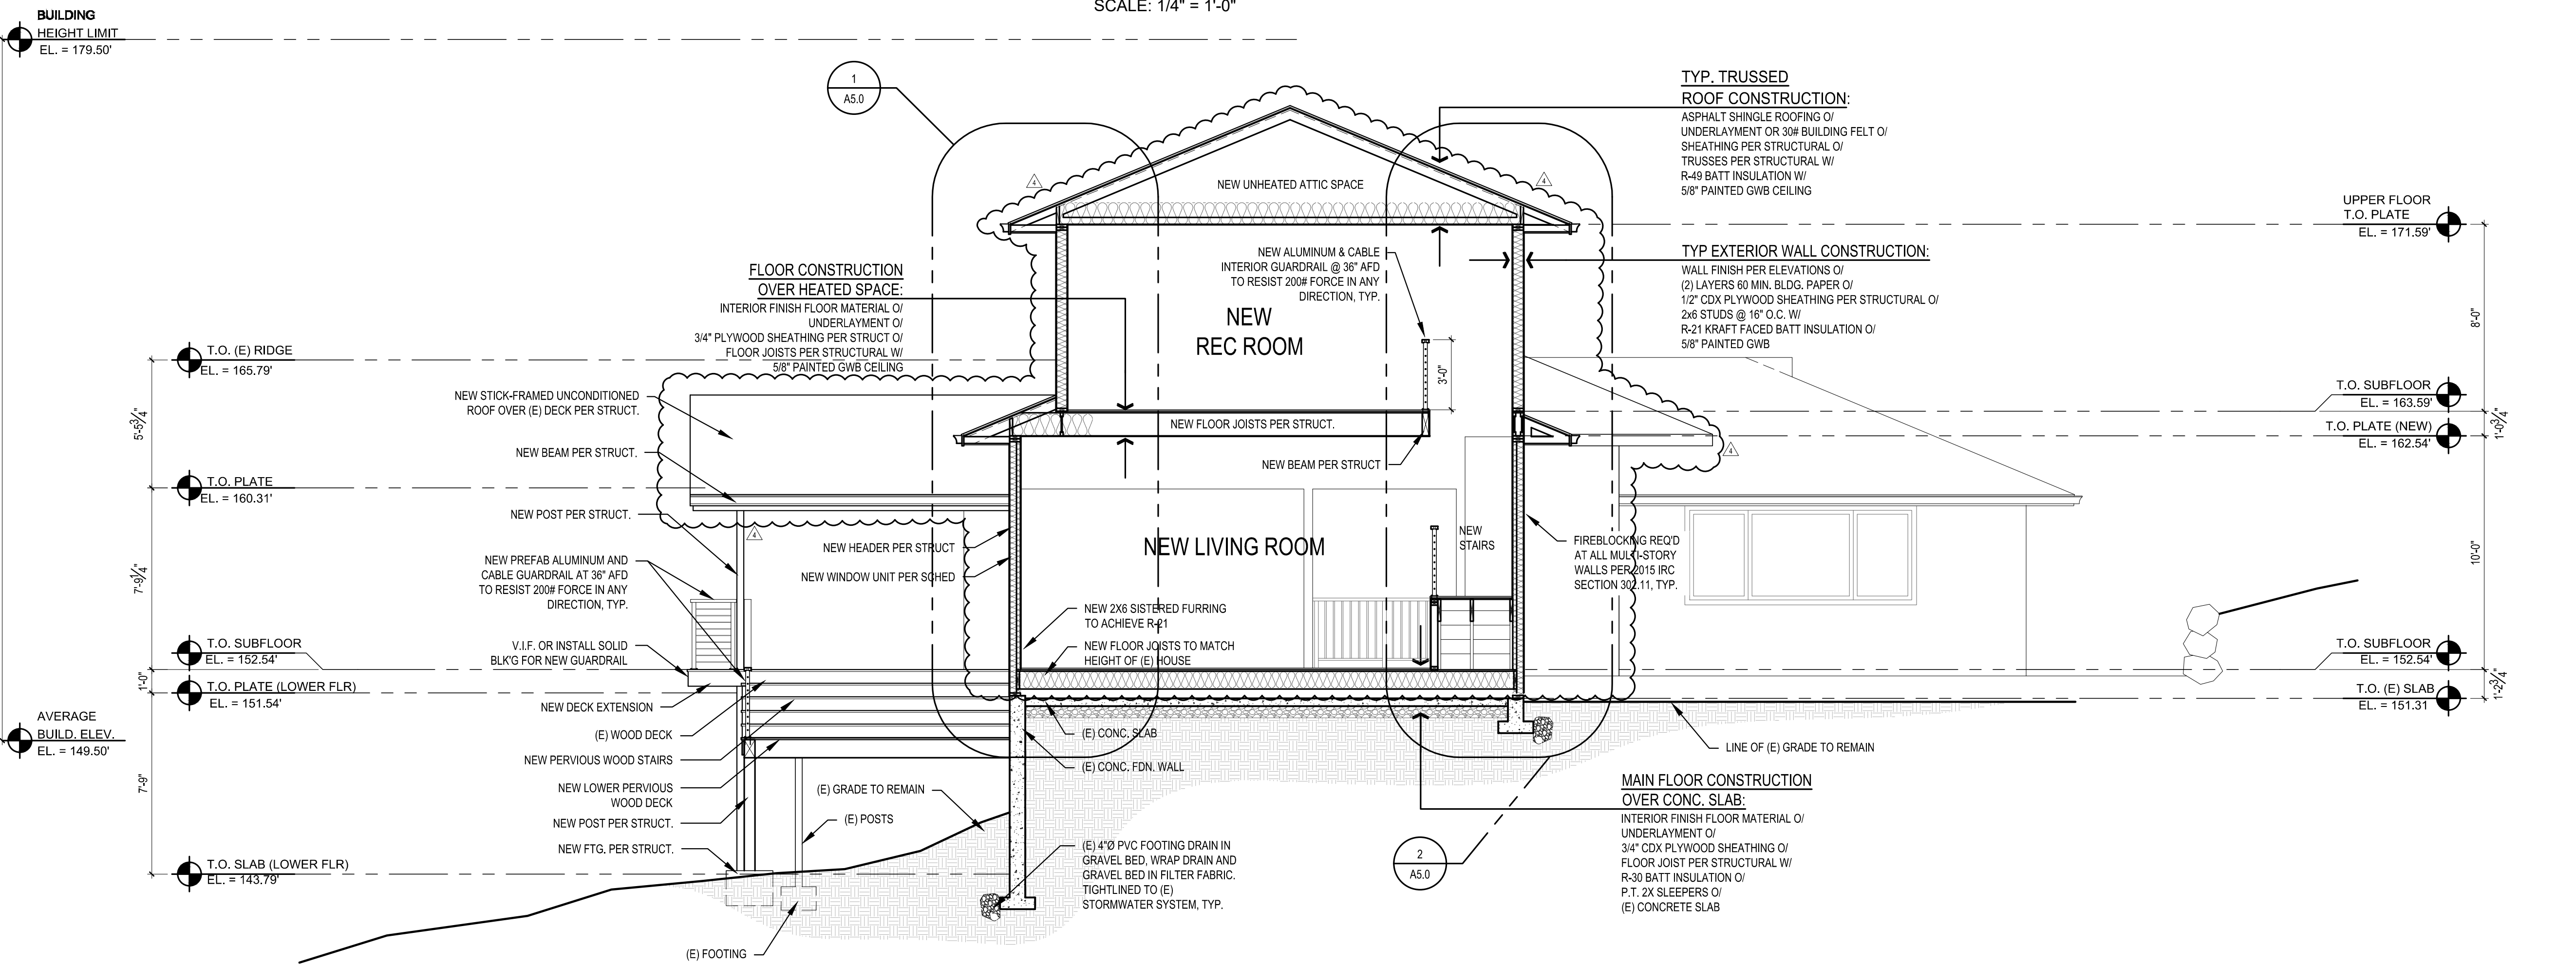 SCALE: 1/4" = 1'-0"
BUILDING
HEIGHT LIMIT
EL. = 179.50'
1
A5.0
TYP. TRUSSED
ROOF CONSTRUCTION:
ASPHALT SHINGLE ROOFING O/
UNDERLAYMENT OR 30# BUILDING FELT O/
SHEATHING PER STRUCTURAL O/
TRUSSES PER STRUCTURAL W/
R-49 BATT INSULATION W/
5/8" PAINTED GWB CEILING
4
NEW UNHEATED ATTIC SPACE
4
UPPER FLOOR
T.O. PLATE
EL. = 171.59'
TYP EXTERIOR WALL CONSTRUCTION:
WALL FINISH PER ELEVATIONS O/
(2) LAYERS 60 MIN. BLDG. PAPER O/
1/2" CDX PLYWOOD SHEATHING PER STRUCTURAL O/
2x6 STUDS @ 16" O.C. W/
R-21 KRAFT FACED BATT INSULATION O/
5/8" PAINTED GWB
NEW ALUMINUM & CABLE
INTERIOR GUARDRAIL @ 36" AFD
TO RESIST 200# FORCE IN ANY
DIRECTION, TYP.
FLOOR CONSTRUCTION
OVER HEATED SPACE:
INTERIOR FINISH FLOOR MATERIAL O/
UNDERLAYMENT O/
3/4" PLYWOOD SHEATHING PER STRUCT O/
FLOOR JOISTS PER STRUCTURAL W/
5/8" PAINTED GWB CEILING
NEW
REC ROOM
8'-0"
3'-0"
T.O. (E) RIDGE
EL. = 165.79'
5'-5 3/4"
NEW STICK-FRAMED UNCONDITIONED
ROOF OVER (E) DECK PER STRUCT.
NEW BEAM PER STRUCT.
NEW FLOOR JOISTS PER STRUCT.
NEW BEAM PER STRUCT
T.O. SUBFLOOR
EL. = 163.59'
1'-0 3/4"
T.O. PLATE (NEW)
EL. = 162.54'
4
T.O. PLATE
EL. = 160.31'
7'-9 1/4"
NEW POST PER STRUCT.
4
NEW HEADER PER STRUCT
NEW WINDOW UNIT PER SCHED
NEW LIVING ROOM
NEW
STAIRS
FIREBLOCKING REQ'D
AT ALL MULTI-STORY
WALLS PER 2015 IRC
SECTION 302.11, TYP.
10'-0"
NEW PREFAB ALUMINUM AND
CABLE GUARDRAIL AT 36" AFD
TO RESIST 200# FORCE IN ANY
DIRECTION, TYP.
NEW 2X6 SISTERED FURRING
TO ACHIEVE R-21
NEW FLOOR JOISTS TO MATCH
HEIGHT OF (E) HOUSE
V.I.F. OR INSTALL SOLID
BLK'G FOR NEW GUARDRAIL
T.O. SUBFLOOR
EL. = 152.54'
1'-0"
T.O. PLATE (LOWER FLR)
EL. = 151.54'
T.O. SUBFLOOR
EL. = 152.54'
1'-2 3/4"
T.O. (E) SLAB
EL. = 151.31
AVERAGE
BUILD. ELEV.
EL. = 149.50'
7'-9"
NEW DECK EXTENSION
(E) WOOD DECK
NEW PERVIOUS WOOD STAIRS
NEW LOWER PERVIOUS
WOOD DECK
NEW POST PER STRUCT.
NEW FTG. PER STRUCT.
(E) CONC. SLAB
(E) CONC. FDN. WALL
(E) GRADE TO REMAIN
(E) POSTS
LINE OF (E) GRADE TO REMAIN
MAIN FLOOR CONSTRUCTION
OVER CONC. SLAB:
INTERIOR FINISH FLOOR MATERIAL O/
UNDERLAYMENT O/
3/4" CDX PLYWOOD SHEATHING O/
FLOOR JOIST PER STRUCTURAL W/
R-30 BATT INSULATION O/
P.T. 2X SLEEPERS O/
(E) CONCRETE SLAB
2
A5.0
T.O. SLAB (LOWER FLR)
EL. = 143.79'
(E) 4"Ø PVC FOOTING DRAIN IN
GRAVEL BED, WRAP DRAIN AND
GRAVEL BED IN FILTER FABRIC.
TIGHTLINED TO (E)
STORMWATER SYSTEM, TYP.
(E) FOOTING